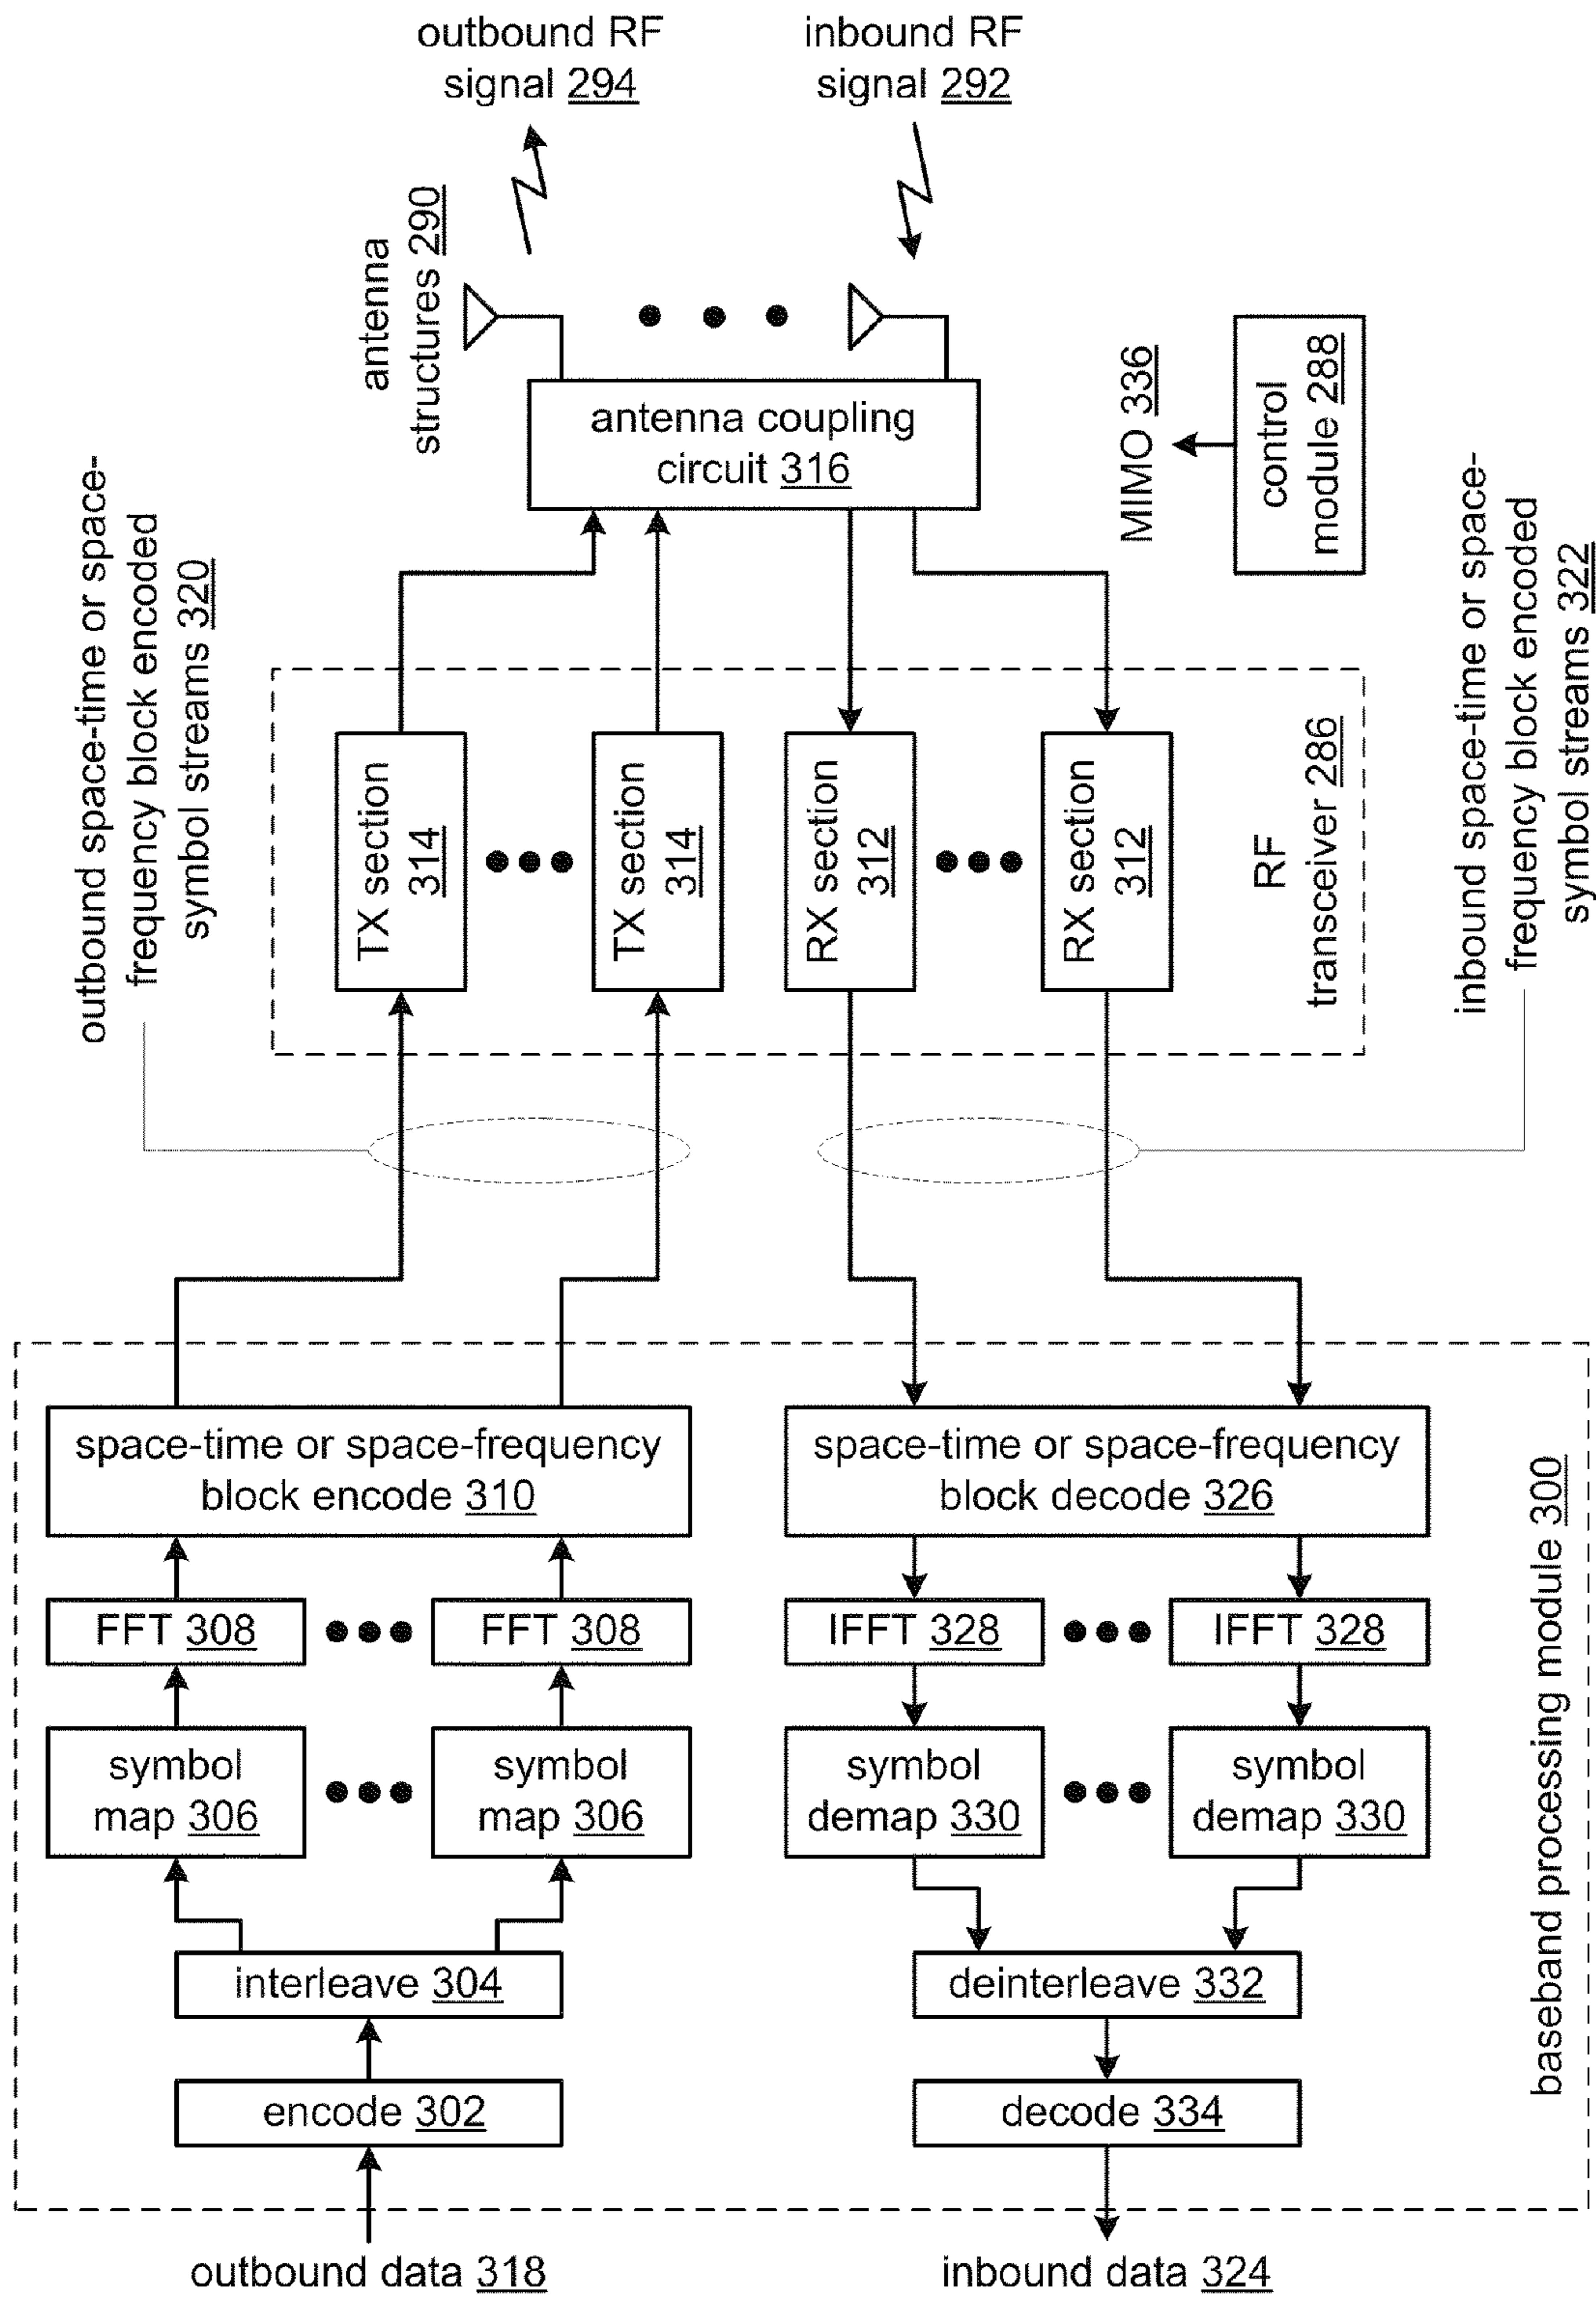 outbound RF
signal 294
inbound RF
signal 292
antenna
structures 290
antenna coupling
circuit 316
MIMO 336
control
module 288
outbound space-time or space-
frequency block encoded
symbol streams 320
inbound space-time or space-
frequency block encoded
symbol streams 322
TX section
314
TX section
314
RX section
312
RX section
312
RF
transceiver 286
space-time or space-frequency
block encode 310
space-time or space-frequency
block decode 326
FFT 308
FFT 308
IFFT 328
IFFT 328
symbol
map 306
symbol
map 306
symbol
demap 330
symbol
demap 330
interleave 304
deinterleave 332
encode 302
decode 334
baseband processing module 300
outbound data 318
inbound data 324